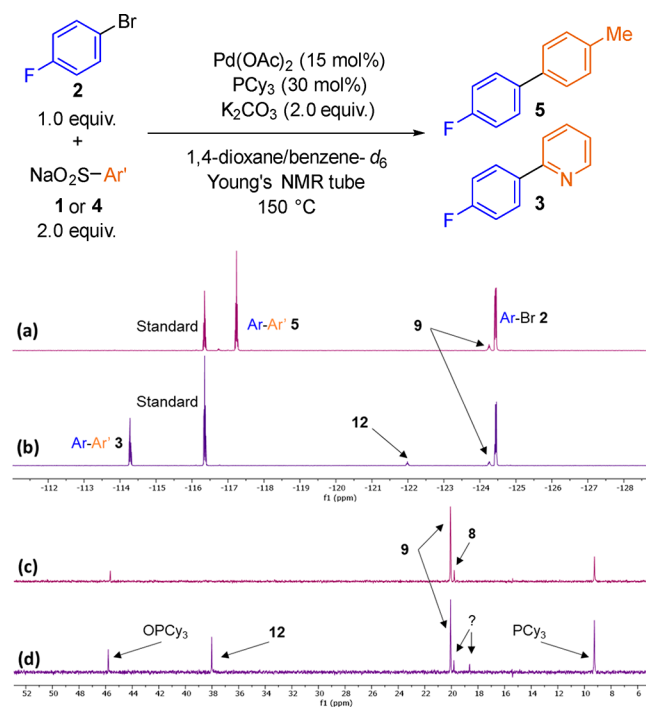 Br
F
2
1.0 equiv.
+
NaO2S–Ar'
1 or 4
2.0 equiv.
Pd(OAc)2 (15 mol%)
PCy3 (30 mol%)
K2CO3 (2.0 equiv.)
1,4-dioxane/benzene-d6
Young's NMR tube
150 °C
Me
F
5
N
F
3
(a)
Standard
Ar-Ar' 5
9
Ar-Br 2
(b)
Ar-Ar' 3
Standard
12
-112 -113 -114 -115 -116 -117 -118 -119 -120 -121 -122 -123 -124 -125 -126 -127 -128
f1 (ppm)
(c)
9
8
(d)
OPCy3
12
?
PCy3
52 50 48 46 44 42 40 38 36 34 32 30 28 26 24 22 20 18 16 14 12 10 8 6
f1 (ppm)